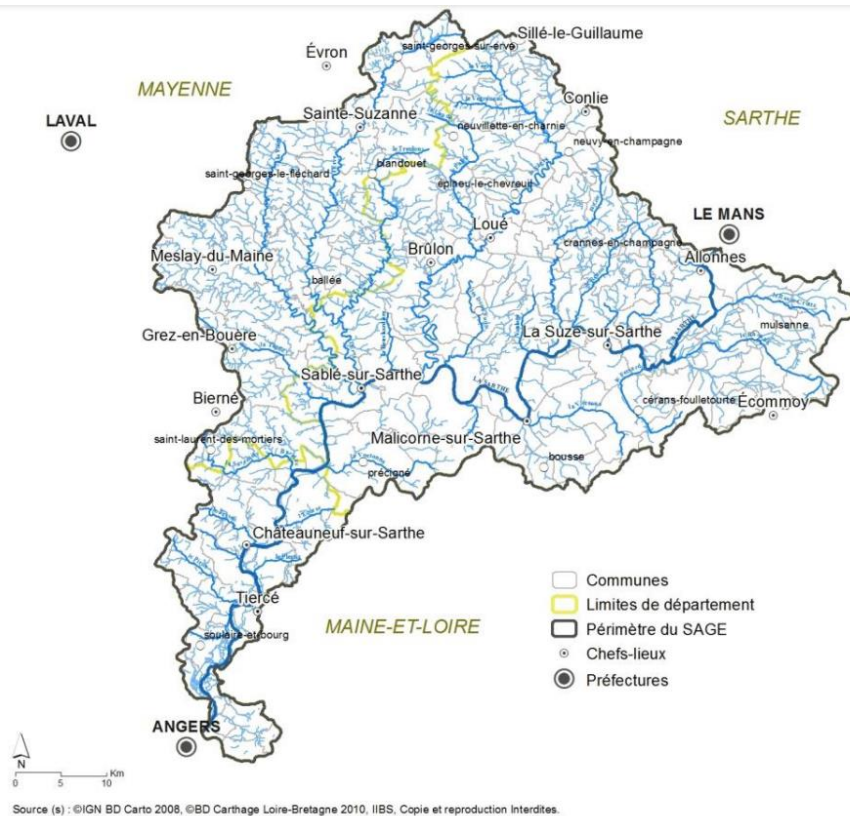 saint-georges-sur-erve
Sillé-le-Guillaume
Évron
MAYENNE
Conlie
SARTHE
Sainte-Suzanne
LAVAL
neuvillette-en-charnie
neuvy-en-champagne
blandouet
saint-georges-le-fléchard
épineu-le-chevreuil
LE MANS
Loué
crannes-en-champagne
Meslay-du-Maine
Brûlon
Allonnes
ballée
mulsanne
Grez-en-Bouère
La Suze-sur-Sarthe
LA SARTHE
Sablé-sur-Sarthe
LA SARTHE
Bierné
cérans-foulletourte
Écommoy
saint-laurent-des-mortiers
Malicorne-sur-Sarthe
bousse
précigné
Châteauneuf-sur-Sarthe
Communes
Tiercé
Limites de département
MAINE-ET-LOIRE
Périmètre du SAGE
soulaire-et-bourg
Chefs-lieux
Préfectures
ANGERS
N
Km
0 5 10
Source (s) : ©IGN BD Carto 2008, ©BD Carthage Loire-Bretagne 2010, IIBS, Copie et reproduction Interdites.